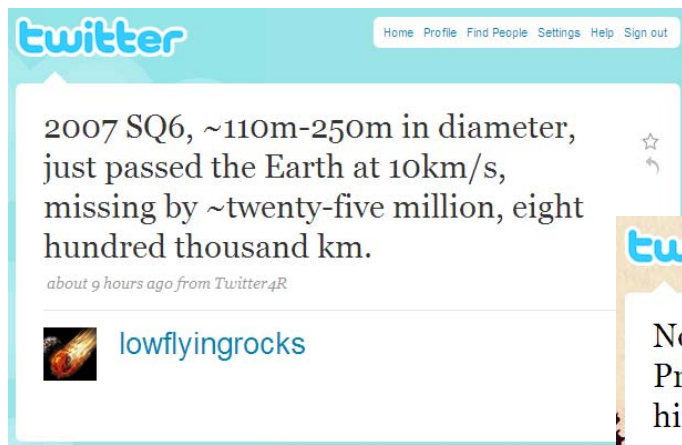 twitter
Home Profile Find People Settings Help Sign out
2007 SQ6, ~110m-250m in diameter,
just passed the Earth at 10km/s,
missing by ~twenty-five million, eight
hundred thousand km.
about 9 hours ago from Twitter4R
lowflyingrocks